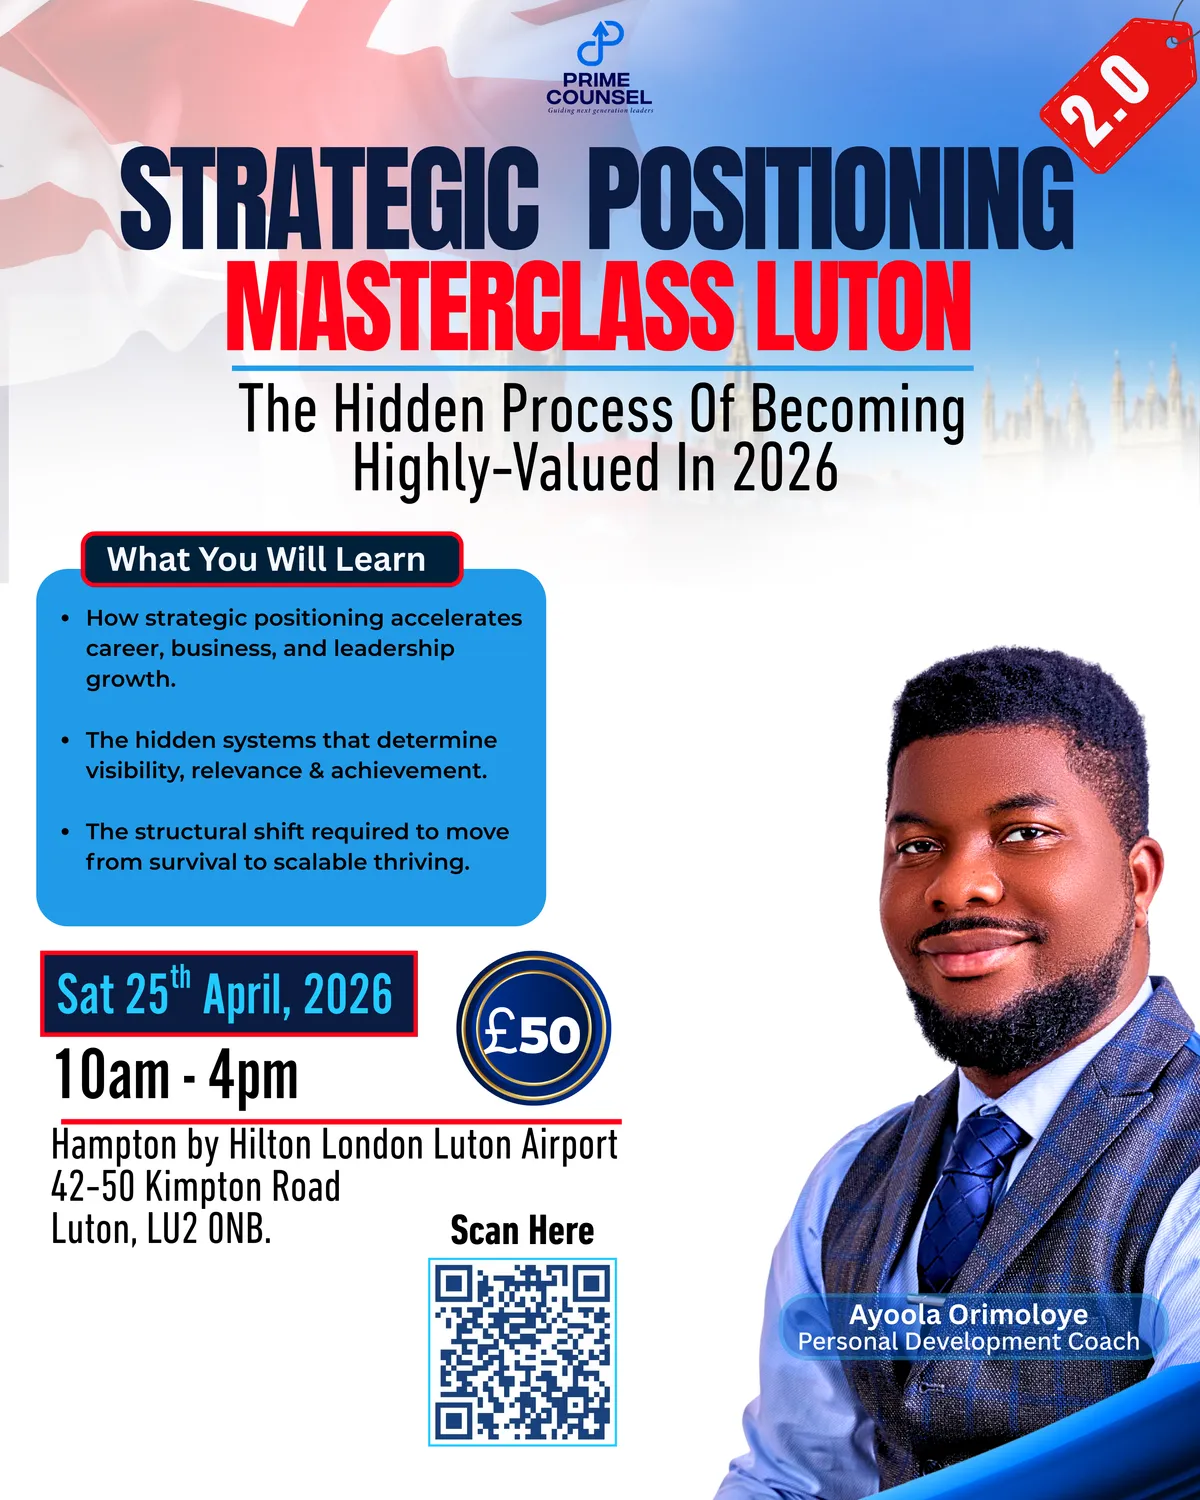 PRIME
COUNSEL
Guiding next generation leaders
2.0
STRATEGIC POSITIONING
MASTERCLASS LUTON
The Hidden Process Of Becoming
Highly-Valued In 2026
What You Will Learn
• How strategic positioning accelerates
career, business, and leadership
growth.
• The hidden systems that determine
visibility, relevance & achievement.
• The structural shift required to move
from survival to scalable thriving.
Sat 25th April, 2026
£50
10am - 4pm
Hampton by Hilton London Luton Airport
42-50 Kimpton Road
Luton, LU2 0NB.
Scan Here
Ayoola Orimoloye
Personal Development Coach